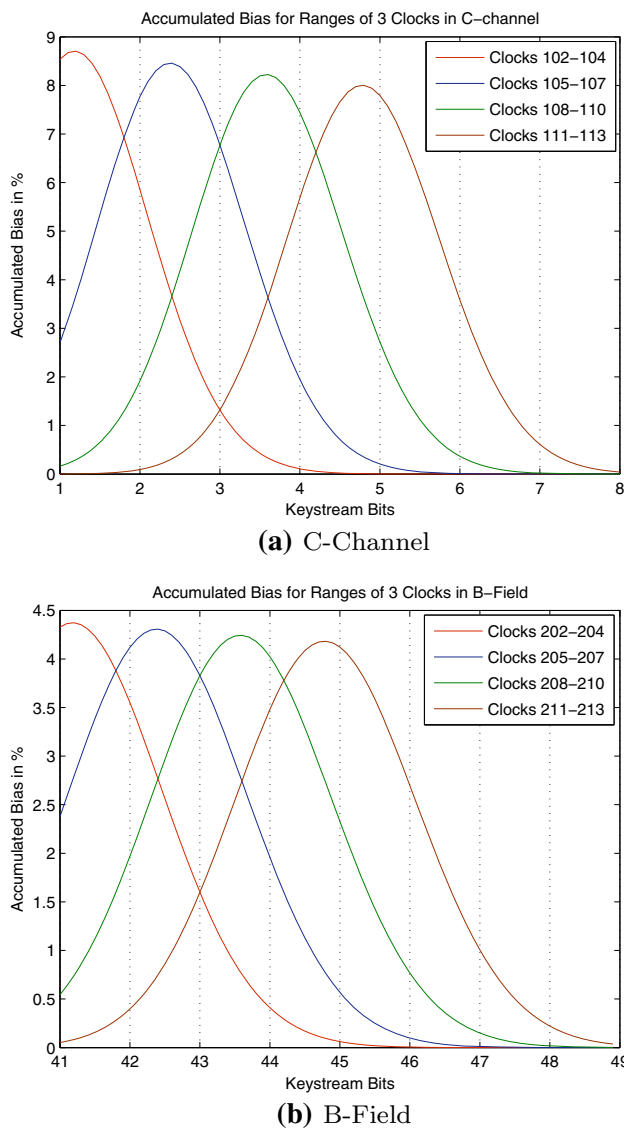 Accumulated Bias for Ranges of 3 Clocks in C-channel
9
8
7
6
5
4
3
2
1
0
Accumulated Bias in %
Clocks 102-104
Clocks 105-107
Clocks 108-110
Clocks 111-113
1 2 3 4 5 6 7 8
Keystream Bits
(a) C-Channel
Accumulated Bias for Ranges of 3 Clocks in B-Field
4.5
4
3.5
3
2.5
2
1.5
1
0.5
0
Accumulated Bias in %
Clocks 202-204
Clocks 205-207
Clocks 208-210
Clocks 211-213
41 42 43 44 45 46 47 48 49
Keystream Bits
(b) B-Field